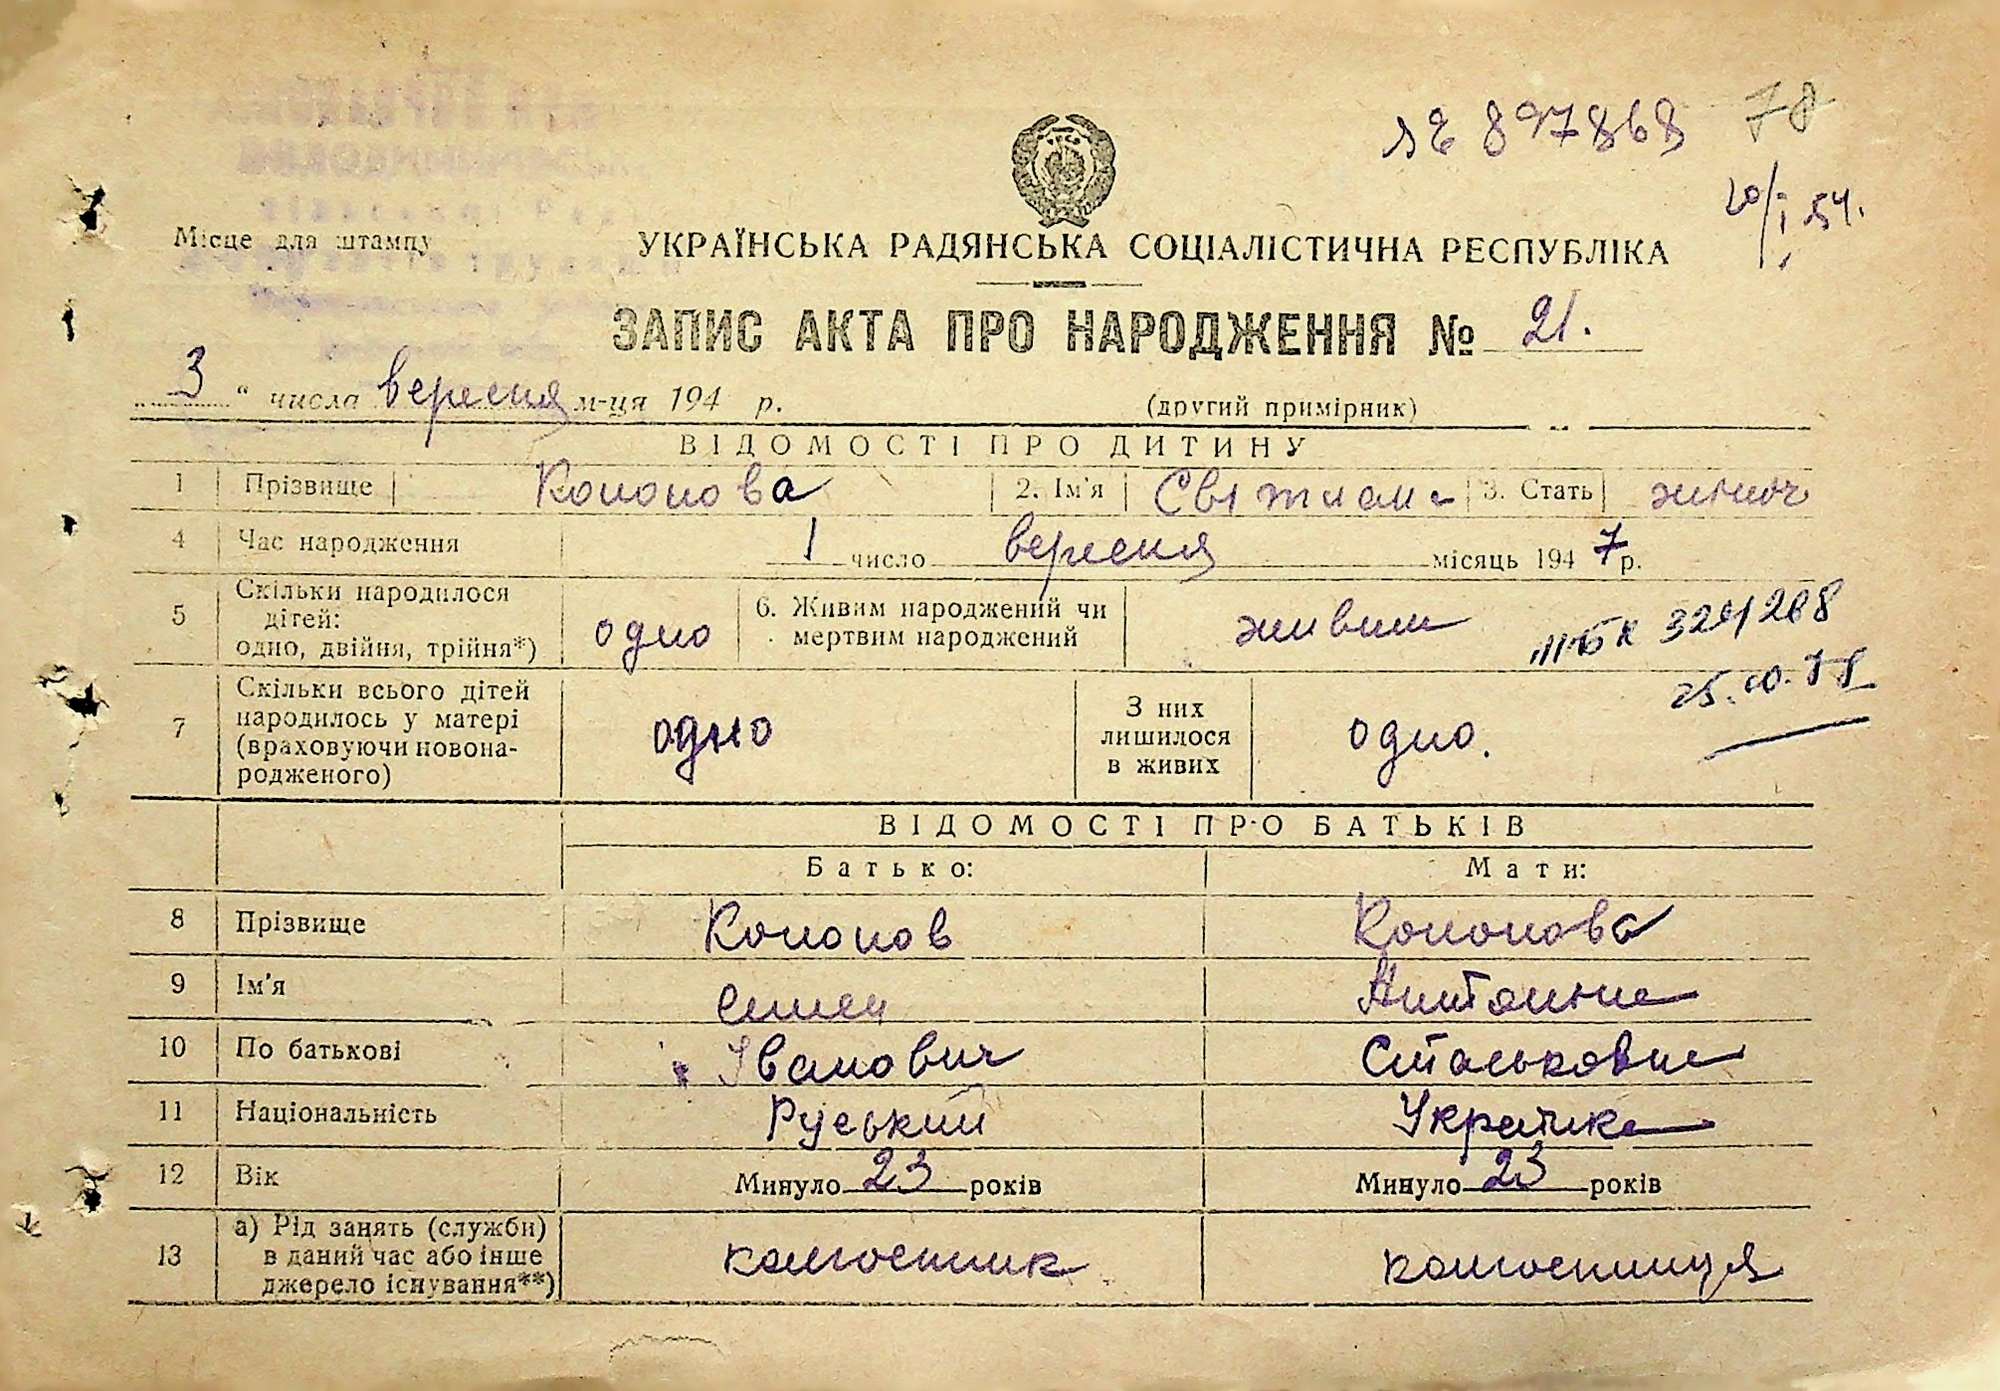 897868 78
20/I 54.
Місце для штампу
УКРАЇНСЬКА РАДЯНСЬКА СОЦІАЛІСТИЧНА РЕСПУБЛІКА
ЗАПИС АКТА ПРО НАРОДЖЕННЯ № 21.
„ 3 “ числа вересня м-ця 194 р. (другий примірник)
ВІДОМОСТІ ПРО ДИТИНУ
1 Прізвище Кононова 2. Ім'я Світлана 3. Стать жіноч
4 Час народження 1 число вересня місяць 1947 р.
5 Скільки народилося дітей: одно, двійня, трійня*) одно 6. Живим народжений чи мертвим народжений живим
7 Скільки всього дітей народилось у матері (враховуючи новонародженого) одно З них лишилося в живих одно.
ВІДОМОСТІ ПРО БАТЬКІВ
Батько: Мати:
8 Прізвище Кононов Кононова
9 Ім'я Семен Антоніна
10 По батькові Іванович
11 Національність Руський Українка
12 Вік Минуло 23 років Минуло 23 років
13 а) Рід занять (служби) в даний час або інше джерело існування**) колгоспник колгоспниця